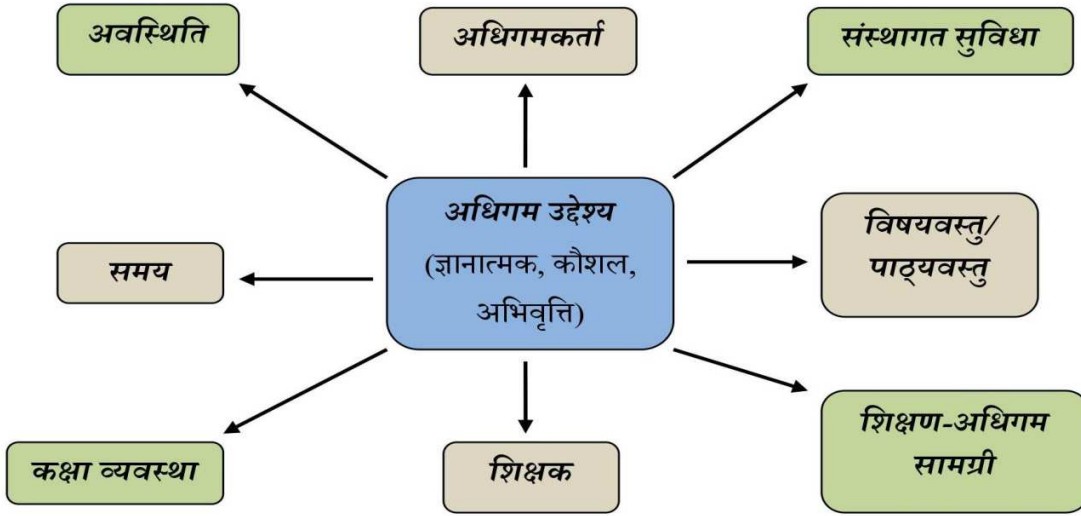 अवस्थिति
अधिगमकर्ता
संस्थागत सुविधा
अधिगम उद्देश्य
(ज्ञानात्मक, कौशल,
अभिवृत्ति)
विषयवस्तु/
पाठ्यवस्तु
समय
कक्षा व्यवस्था
शिक्षक
शिक्षण-अधिगम
सामग्री